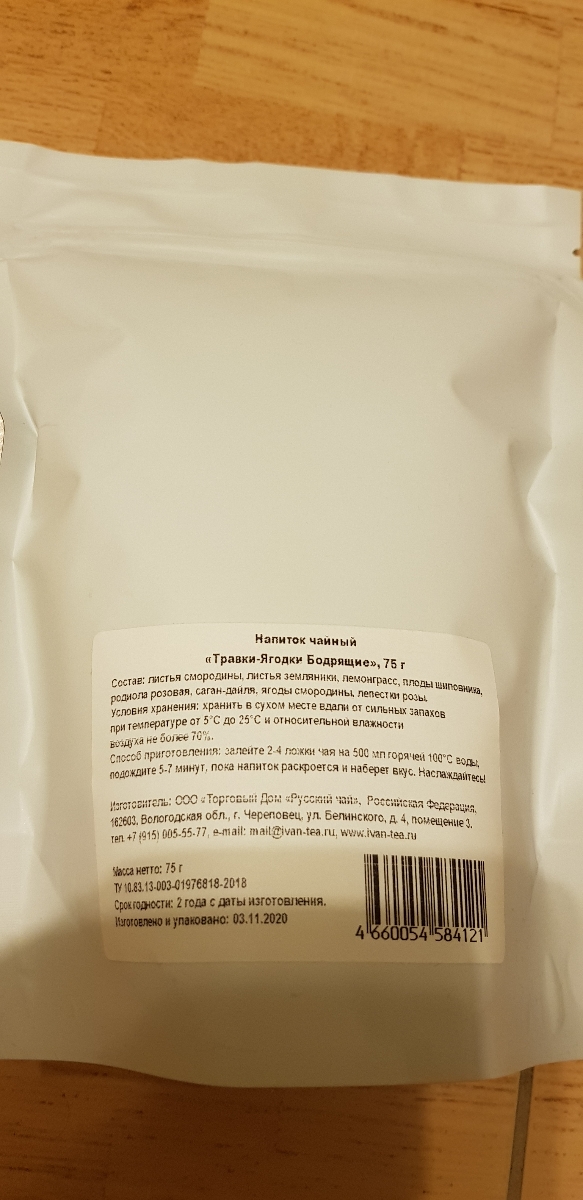 Напиток чайный
«Травки-Ягодки Бодрящие», 75 г
Состав: листья смородины, листья земляники, лемонграсс, плоды шиповника,
родиола розовая, саган-дайля, ягоды смородины, лепестки розы.
Условия хранения: хранить в сухом месте вдали от сильных запахов
при температуре от 5°С до 25°С и относительной влажности
воздуха не более 70%.
Способ приготовления: залейте 2-4 ложки чая на 500 мл горячей 100°С воды,
подождите 5-7 минут, пока напиток раскроется и наберет вкус. Наслаждайтесь!
Изготовитель: ООО «Торговый Дом «Русский чай», Российская Федерация,
162603, Вологодская обл., г. Череповец, ул. Белинского, д. 4, помещение 3.
тел. +7 (915) 005-55-77, e-mail: mail@ivan-tea.ru, www.ivan-tea.ru
Масса нетто: 75 г
ТУ 10.83.13-003-01976818-2018
Срок годности: 2 года с даты изготовления.
Изготовлено и упаковано: 03.11.2020
4 660054 584121